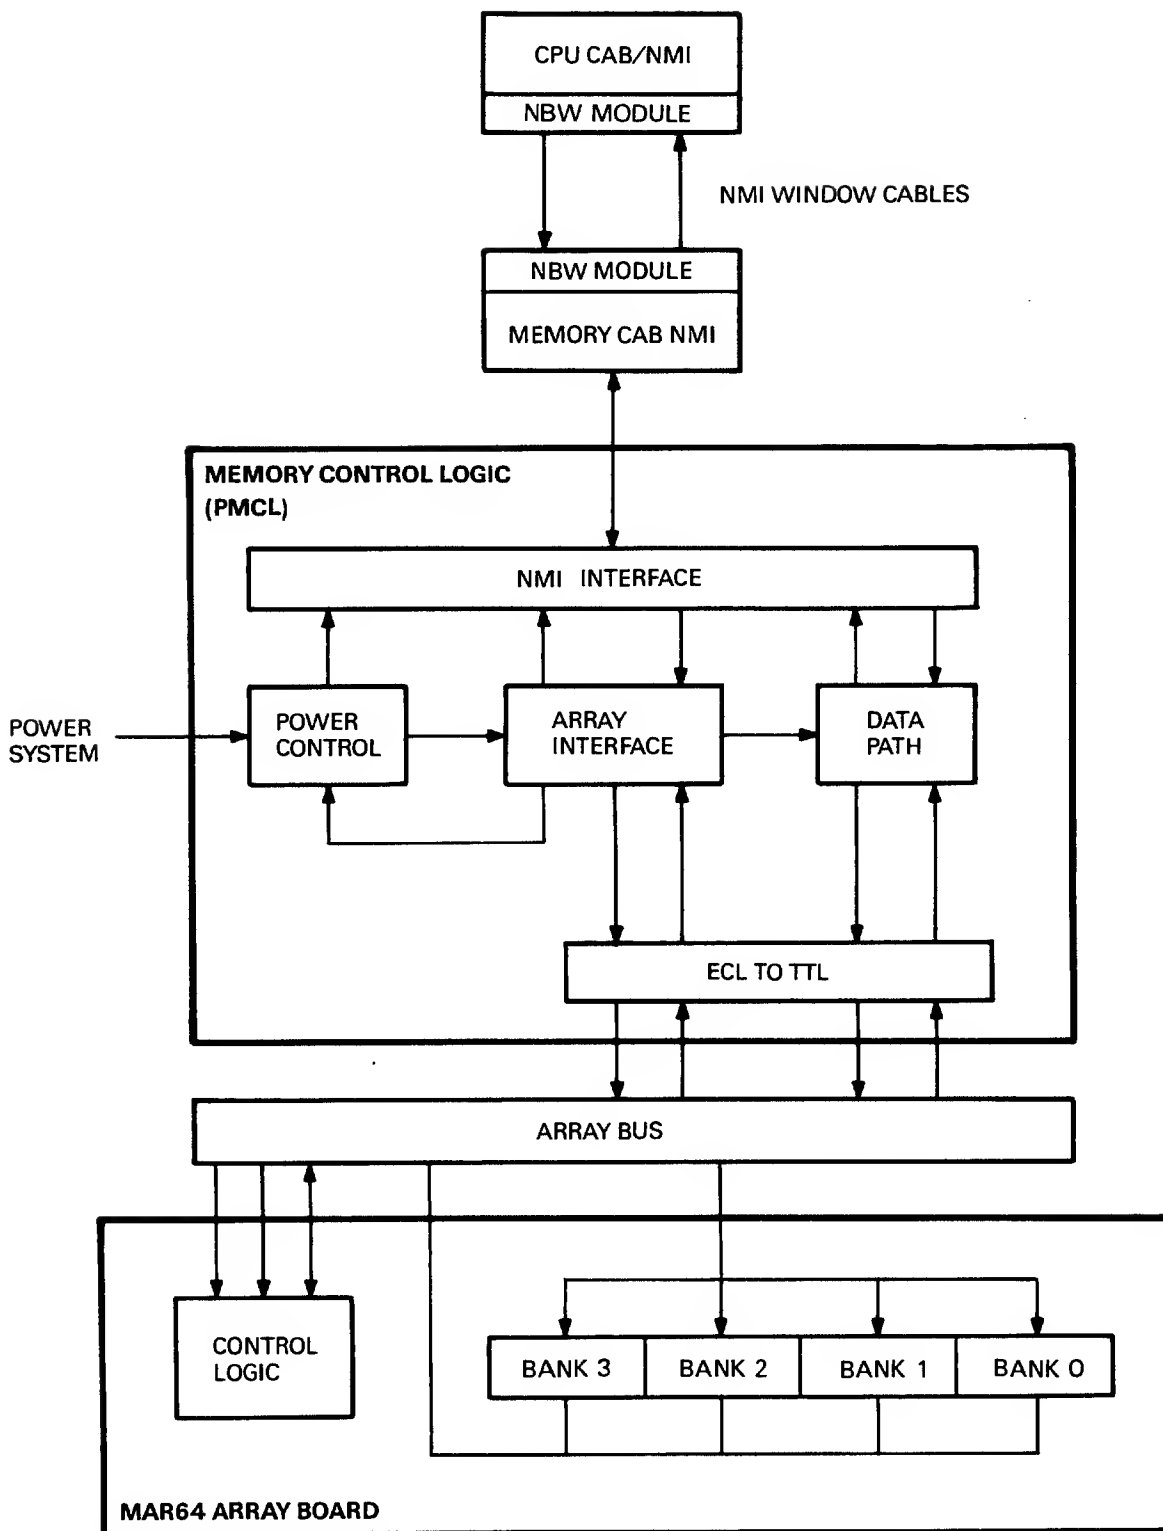 CPU CAB/NMI
NBW MODULE
NMI WINDOW CABLES
NBW MODULE
MEMORY CAB NMI
MEMORY CONTROL LOGIC
(PMCL)
NMI INTERFACE
POWER
SYSTEM
POWER
CONTROL
ARRAY
INTERFACE
DATA
PATH
ECL TO TTL
ARRAY BUS
CONTROL
LOGIC
BANK 3
BANK 2
BANK 1
BANK 0
MAR64 ARRAY BOARD